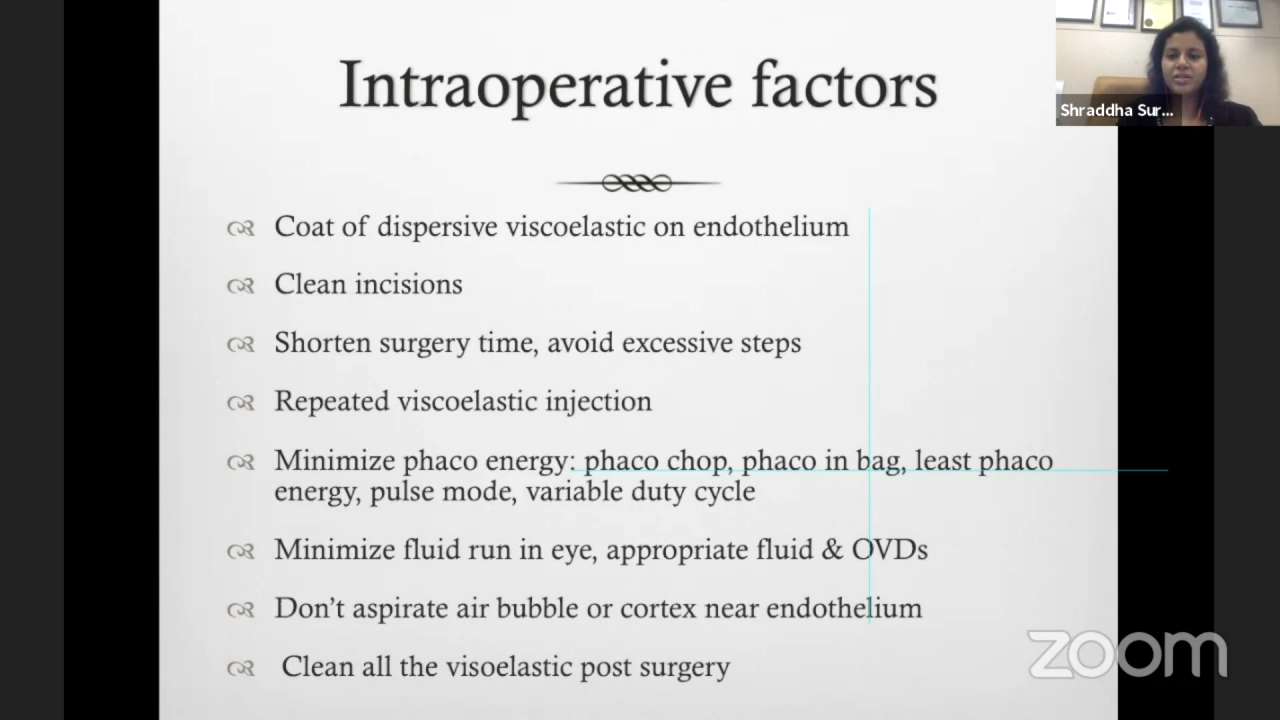 Intraoperative factors
Shraddha Sur...
Coat of dispersive viscoelastic on endothelium
Clean incisions
Shorten surgery time, avoid excessive steps
Repeated viscoelastic injection
Minimize phaco energy: phaco chop, phaco in bag, least phaco
energy, pulse mode, variable duty cycle
Minimize fluid run in eye, appropriate fluid & OVDs
Don't aspirate air bubble or cortex near endothelium
Clean all the visoelastic post surgery
zoom